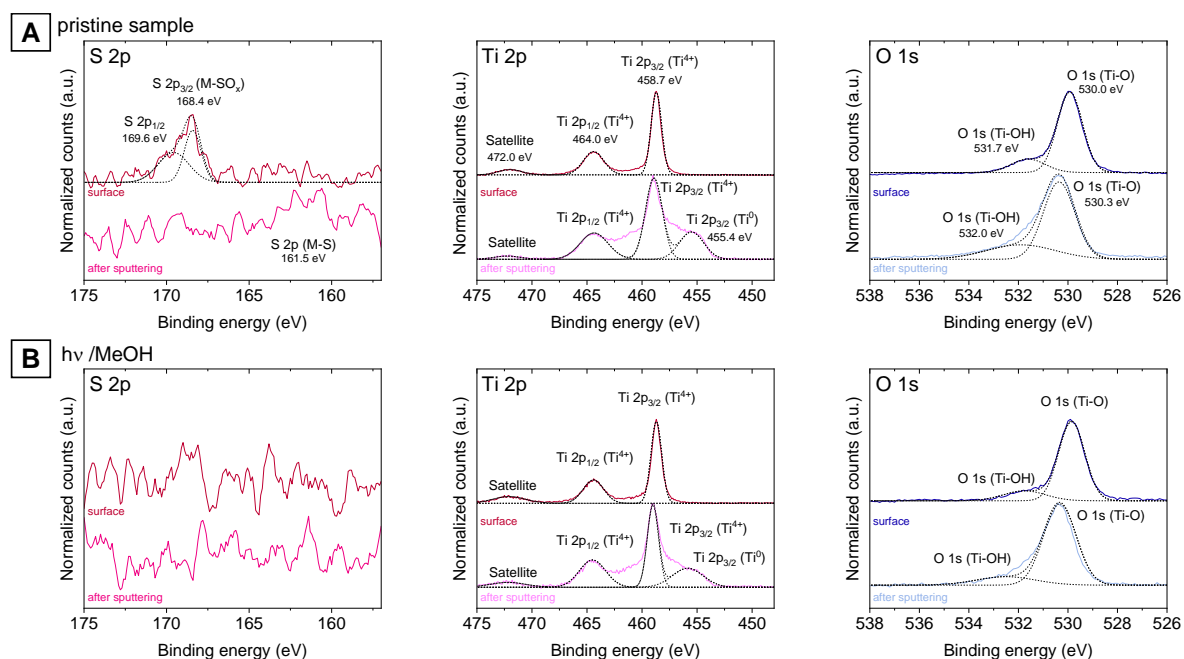 A pristine sample
S 2p
S 2p3/2 (M-SOx)
168.4 eV
S 2p1/2
169.6 eV
surface
S 2p (M-S)
161.5 eV
after sputtering
Normalized counts (a.u.)
175 170 165 160
Binding energy (eV)
Ti 2p
Ti 2p3/2 (Ti4+)
458.7 eV
Ti 2p1/2 (Ti4+)
464.0 eV
Satellite
472.0 eV
surface
Ti 2p3/2 (Ti4+)
Ti 2p1/2 (Ti4+)
Ti 2p3/2 (Ti0)
455.4 eV
Satellite
after sputtering
Normalized counts (a.u.)
475 470 465 460 455 450
Binding energy (eV)
O 1s
O 1s (Ti-O)
530.0 eV
O 1s (Ti-OH)
531.7 eV
surface
O 1s (Ti-O)
530.3 eV
O 1s (Ti-OH)
532.0 eV
after sputtering
Normalized counts (a.u.)
538 536 534 532 530 528 526
Binding energy (eV)
B hν /MeOH
S 2p
surface
after sputtering
Normalized counts (a.u.)
175 170 165 160
Binding energy (eV)
Ti 2p
Ti 2p3/2 (Ti4+)
Ti 2p1/2 (Ti4+)
Satellite
surface
Ti 2p3/2 (Ti4+)
Ti 2p1/2 (Ti4+)
Ti 2p3/2 (Ti0)
Satellite
after sputtering
Normalized counts (a.u.)
475 470 465 460 455 450
Binding energy (eV)
O 1s
O 1s (Ti-O)
O 1s (Ti-OH)
surface
O 1s (Ti-O)
O 1s (Ti-OH)
after sputtering
Normalized counts (a.u.)
538 536 534 532 530 528 526
Binding energy (eV)